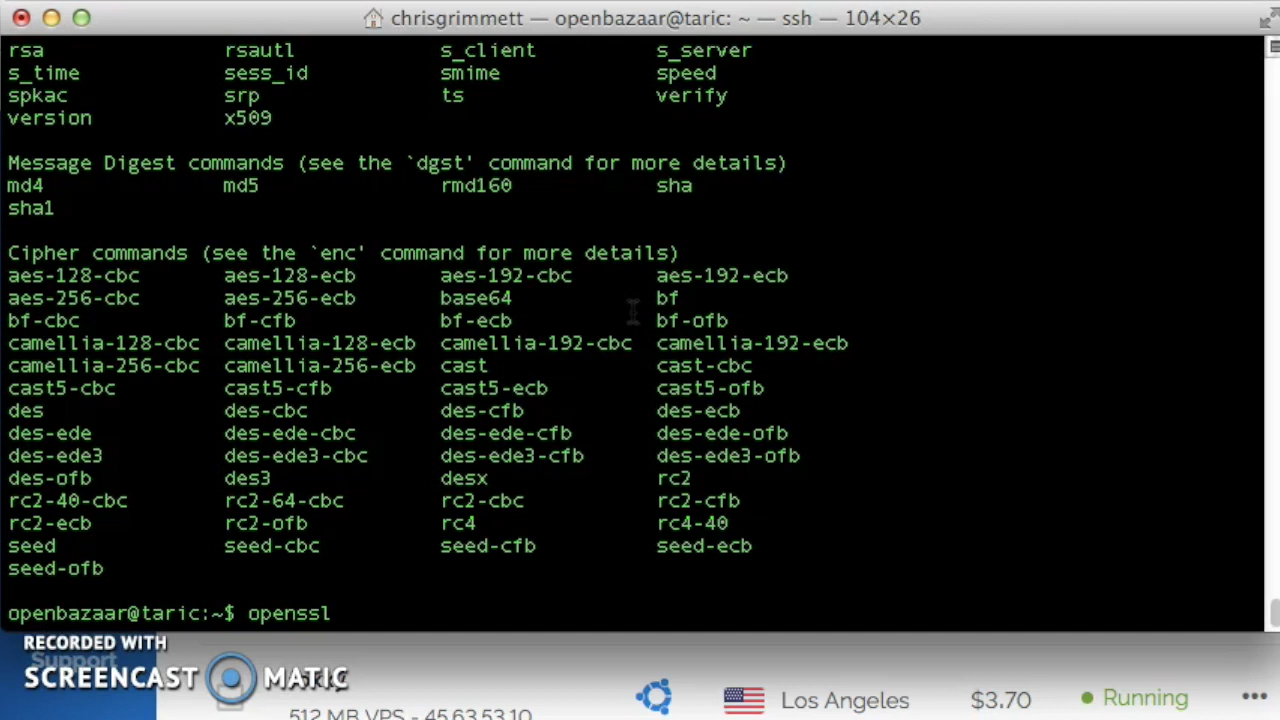 chrisgrimmett — openbazaar@taric: ~ — ssh — 104×26
rsa rsautl s_client s_server
s_time sess_id smime speed
spkac srp ts verify
version x509
Message Digest commands (see the `dgst' command for more details)
md4 md5 rmd160 sha
sha1
Cipher commands (see the `enc' command for more details)
aes-128-cbc aes-128-ecb aes-192-cbc aes-192-ecb
aes-256-cbc aes-256-ecb base64 bf
bf-cbc bf-cfb bf-ecb bf-ofb
camellia-128-cbc camellia-128-ecb camellia-192-cbc camellia-192-ecb
camellia-256-cbc camellia-256-ecb cast cast-cbc
cast5-cbc cast5-cfb cast5-ecb cast5-ofb
des des-cbc des-cfb des-ecb
des-ede des-ede-cbc des-ede-cfb des-ede-ofb
des-ede3 des-ede3-cbc des-ede3-cfb des-ede3-ofb
des-ofb des3 desx rc2
rc2-40-cbc rc2-64-cbc rc2-cbc rc2-cfb
rc2-ecb rc2-ofb rc4 rc4-40
seed seed-cbc seed-cfb seed-ecb
seed-ofb
openbazaar@taric:~$ openssl
RECORDED WITH
Support
SCREENCAST MATIC
Los Angeles $3.70 Running •••
512 MB VPS - 45.63.53.10